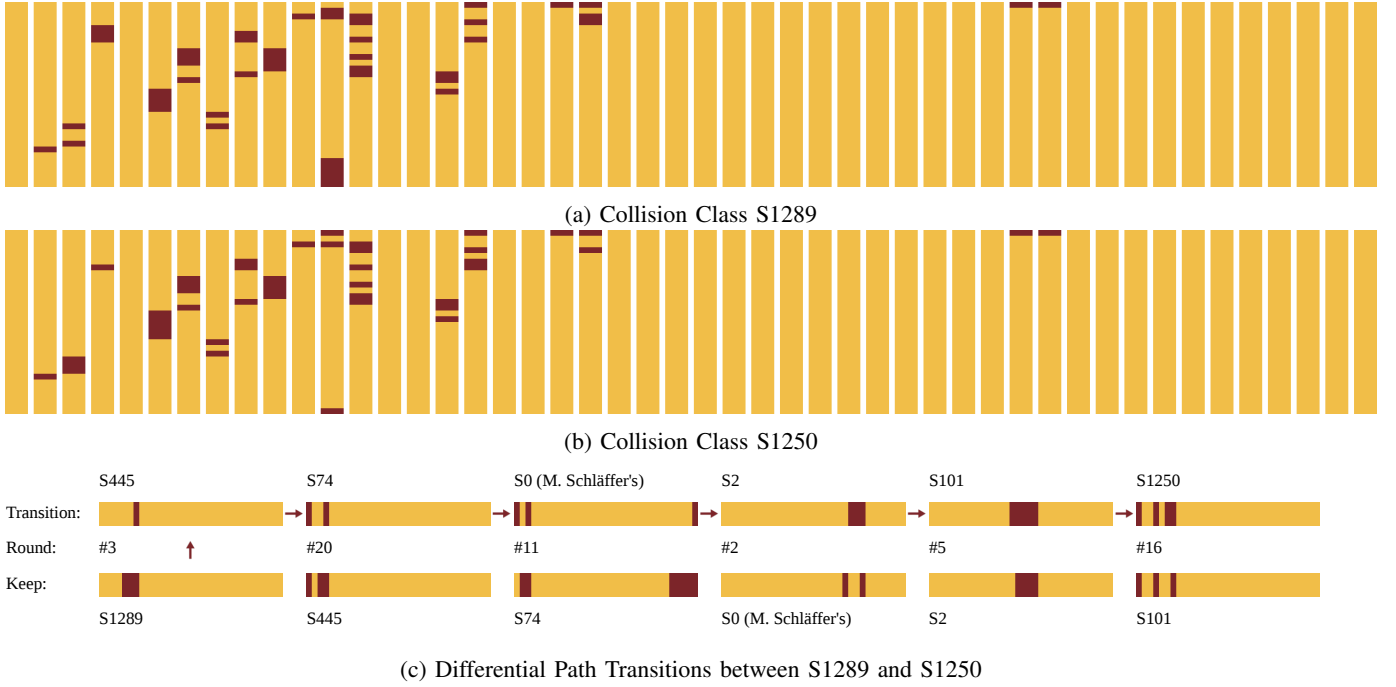 (a) Collision Class S1289
(b) Collision Class S1250
S445 S74 S0 (M. Schläffer's) S2 S101 S1250
Transition:
Round: #3 #20 #11 #2 #5 #16
Keep:
S1289 S445 S74 S0 (M. Schläffer's) S2 S101
(c) Differential Path Transitions between S1289 and S1250